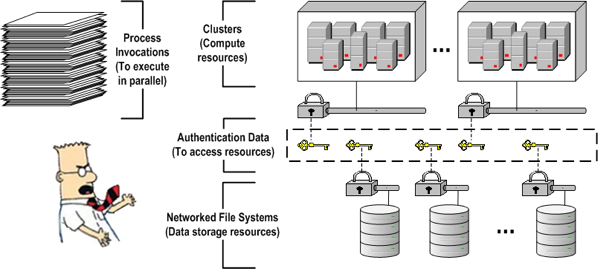 Process
Invocations
(To execute
in parallel)
Clusters
(Compute
resources)
...
Authentication Data
(To access resources)
Networked File Systems
(Data storage resources)
...